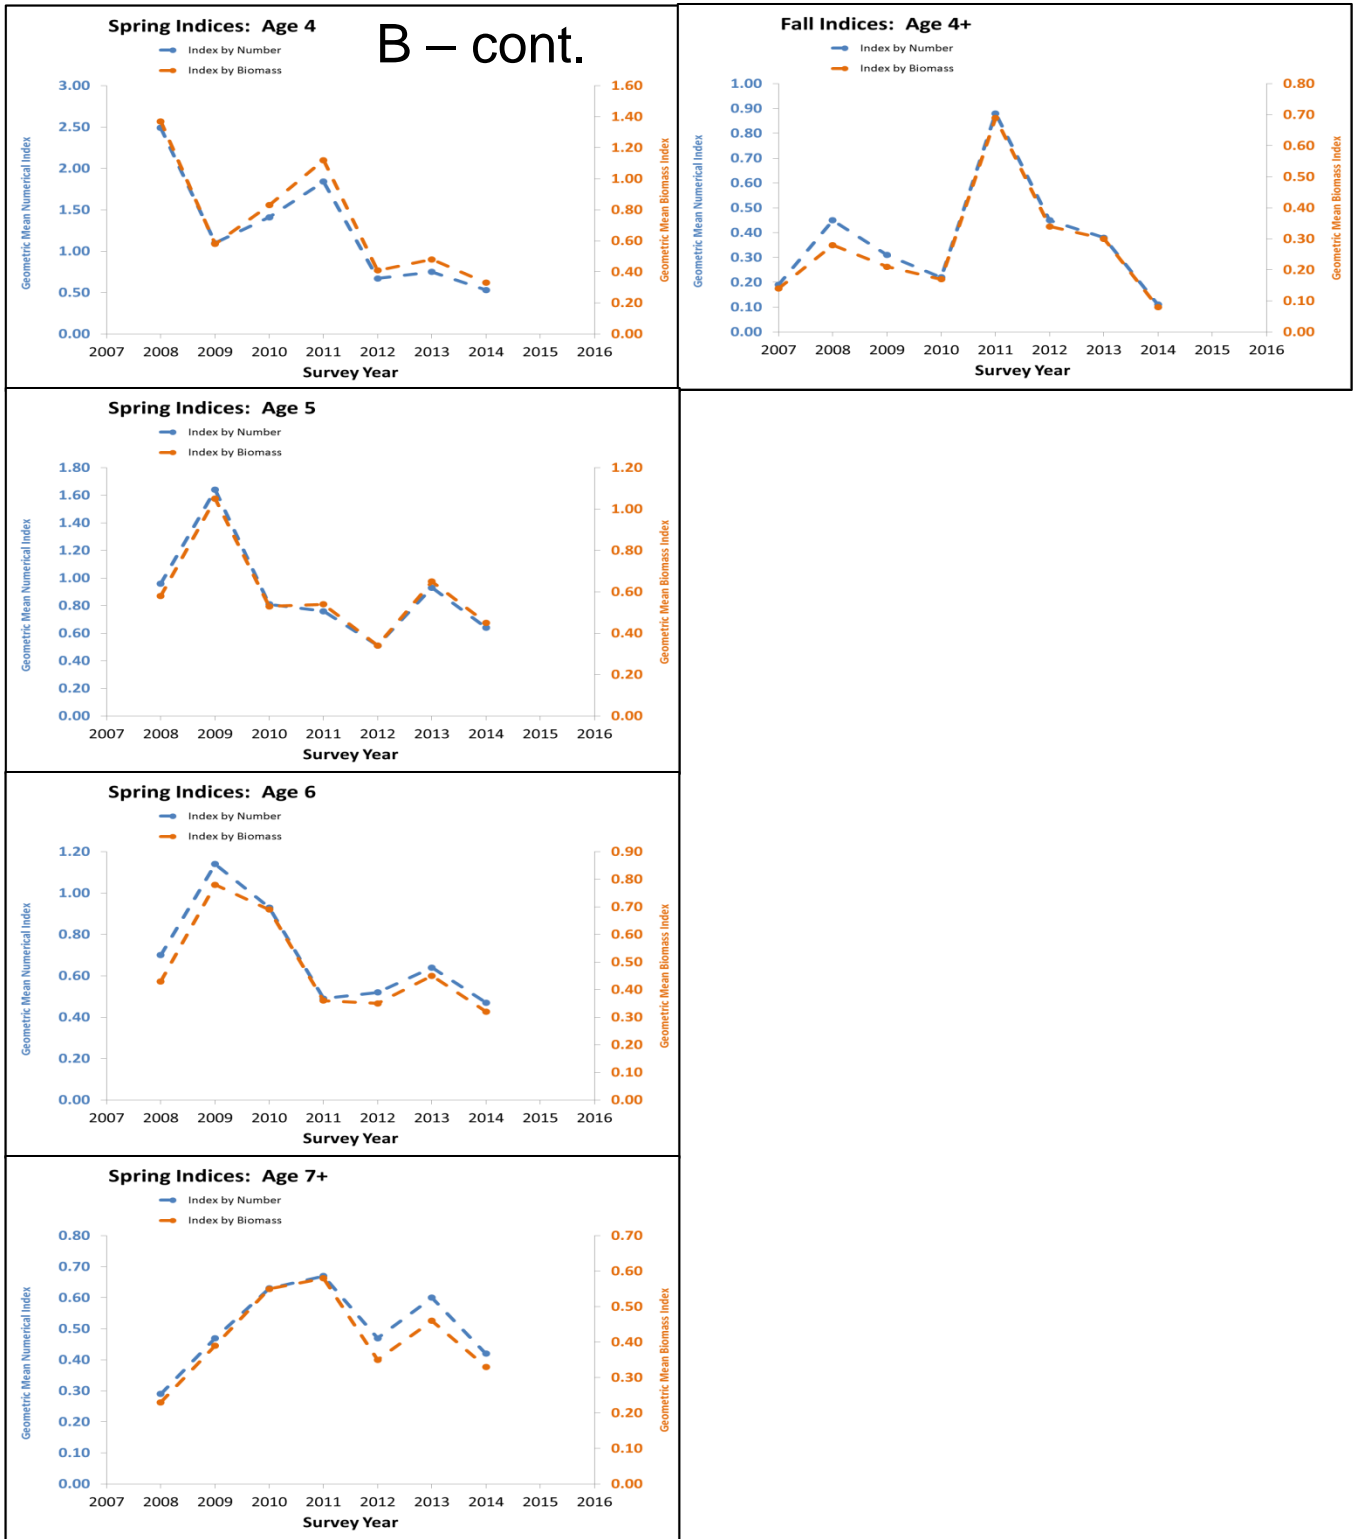 B – cont.
Spring Indices: Age 4
Index by Number
Index by Biomass
Geometric Mean Numerical Index
3.00
2.50
2.00
1.50
1.00
0.50
0.00
1.60
1.40
1.20
1.00
0.80
0.60
0.40
0.20
0.00
Geometric Mean Biomass Index
2007 2008 2009 2010 2011 2012 2013 2014 2015 2016
Survey Year
Fall Indices: Age 4+
Index by Number
Index by Biomass
Geometric Mean Numerical Index
1.00
0.90
0.80
0.70
0.60
0.50
0.40
0.30
0.20
0.10
0.00
0.80
0.70
0.60
0.50
0.40
0.30
0.20
0.10
0.00
Geometric Mean Biomass Index
2007 2008 2009 2010 2011 2012 2013 2014 2015 2016
Survey Year
Spring Indices: Age 5
Index by Number
Index by Biomass
Geometric Mean Numerical Index
1.80
1.60
1.40
1.20
1.00
0.80
0.60
0.40
0.20
0.00
1.20
1.00
0.80
0.60
0.40
0.20
0.00
Geometric Mean Biomass Index
2007 2008 2009 2010 2011 2012 2013 2014 2015 2016
Survey Year
Spring Indices: Age 6
Index by Number
Index by Biomass
Geometric Mean Numerical Index
1.20
1.00
0.80
0.60
0.40
0.20
0.00
0.90
0.80
0.70
0.60
0.50
0.40
0.30
0.20
0.10
0.00
Geometric Mean Biomass Index
2007 2008 2009 2010 2011 2012 2013 2014 2015 2016
Survey Year
Spring Indices: Age 7+
Index by Number
Index by Biomass
Geometric Mean Numerical Index
0.80
0.70
0.60
0.50
0.40
0.30
0.20
0.10
0.00
0.70
0.60
0.50
0.40
0.30
0.20
0.10
0.00
Geometric Mean Biomass Index
2007 2008 2009 2010 2011 2012 2013 2014 2015 2016
Survey Year